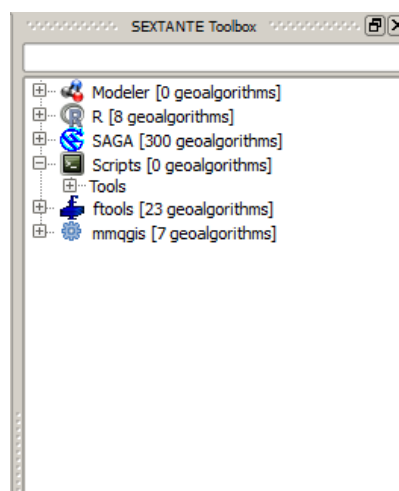 SEXTANTE Toolbox
Modeler [0 geoalgorithms]
R [8 geoalgorithms]
SAGA [300 geoalgorithms]
Scripts [0 geoalgorithms]
Tools
ftools [23 geoalgorithms]
mmqgis [7 geoalgorithms]